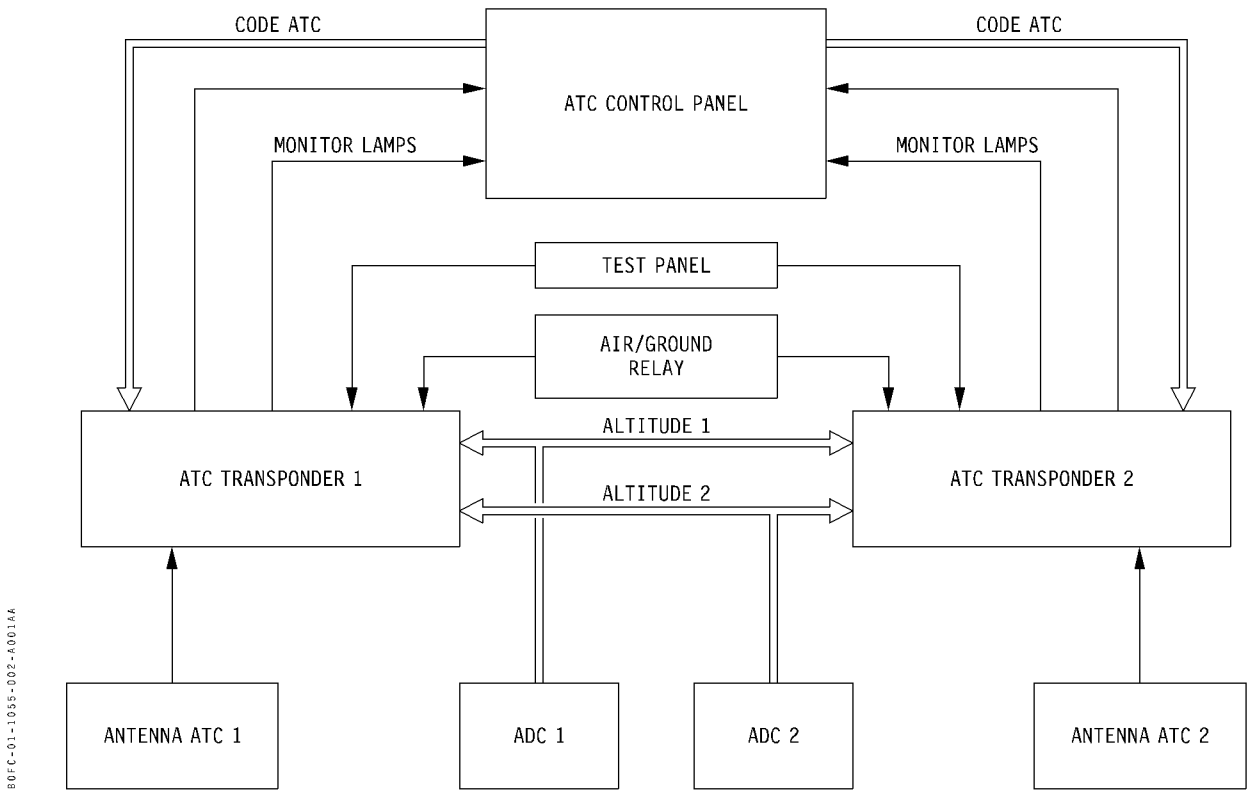 CODE ATC
CODE ATC
ATC CONTROL PANEL
MONITOR LAMPS
MONITOR LAMPS
TEST PANEL
AIR/GROUND
RELAY
ALTITUDE 1
ATC TRANSPONDER 1
ATC TRANSPONDER 2
ALTITUDE 2
ANTENNA ATC 1
ADC 1
ADC 2
ANTENNA ATC 2
B0FC-01-1055-002-A001AA